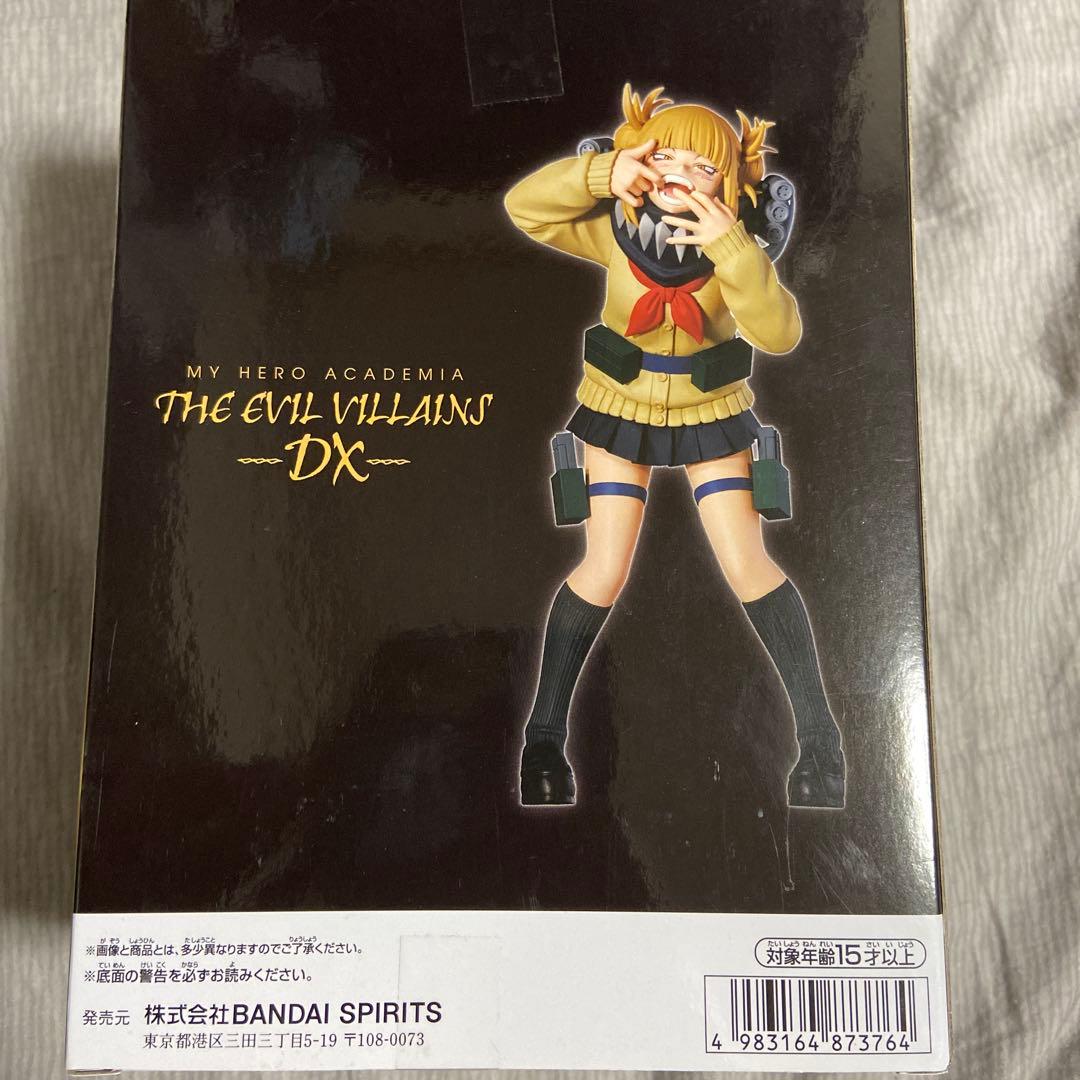 MY HERO ACADEMIA
THE EVIL VILLAINS
DX
※画像と商品とは、多少異なりますのでご了承ください。
※底面の警告を必ずお読みください。
発売元 株式会社BANDAI SPIRITS
東京都港区三田三丁目5-19 〒108-0073
対象年齢15才以上
4 983164 873764